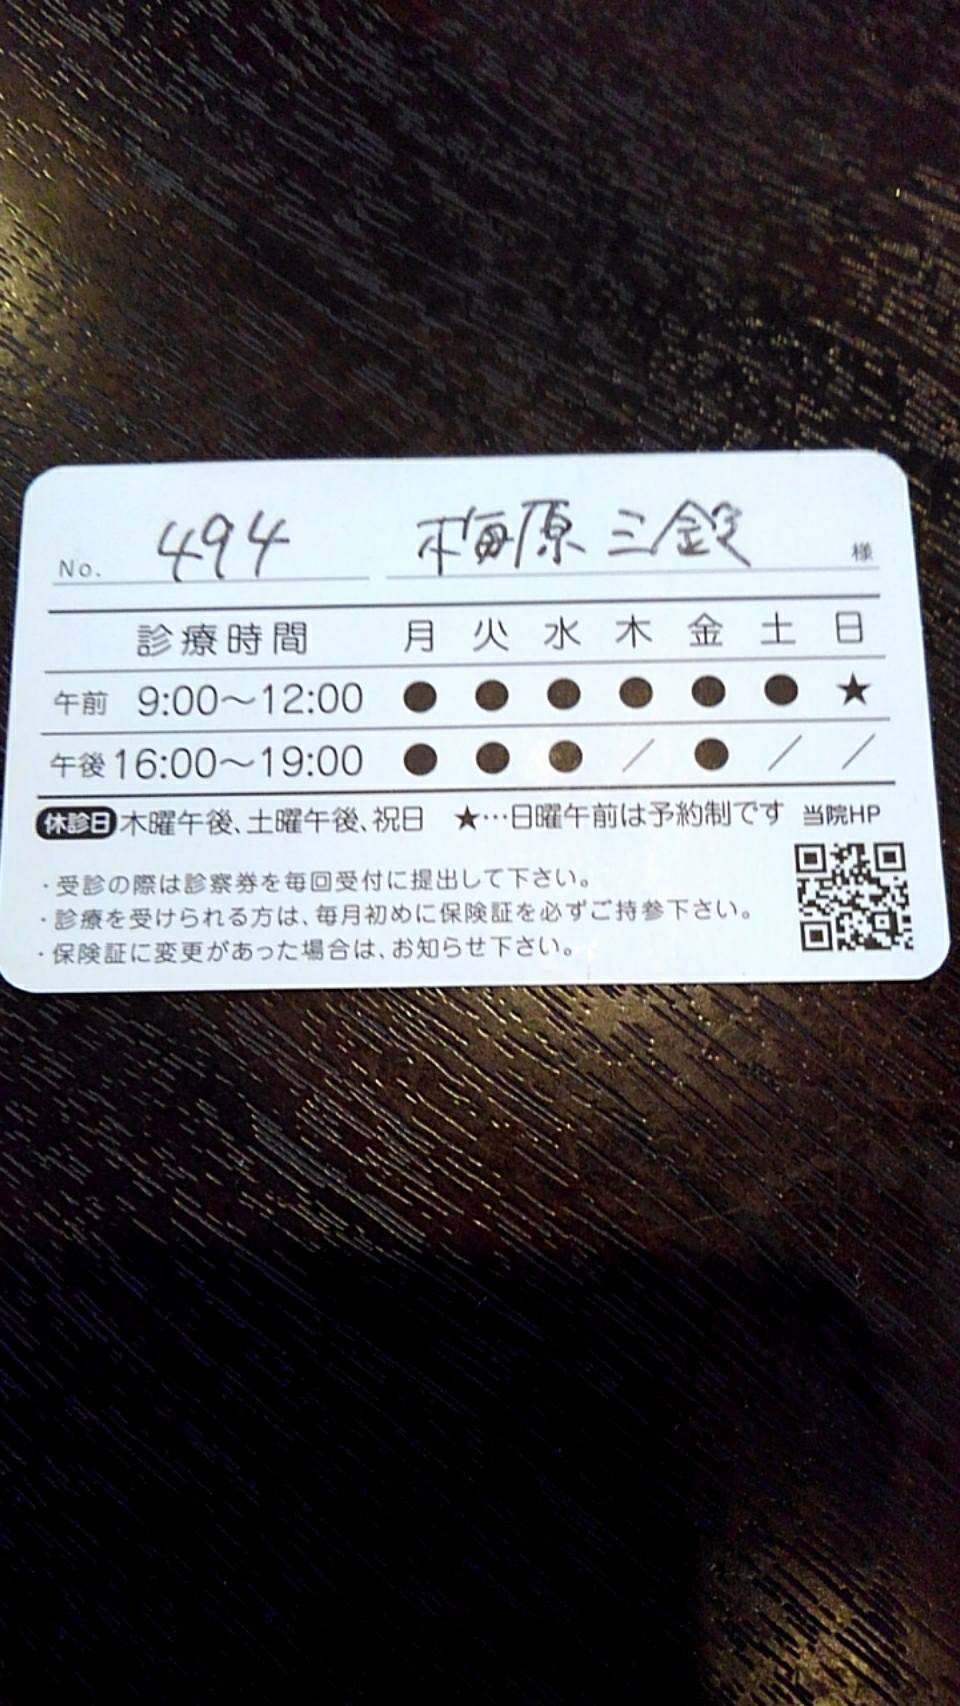 No. 494 梅原 三 様
診療時間 月 火 水 木 金 土 日
午前 9:00〜12:00 ● ● ● ● ● ● ★
午後 16:00〜19:00 ● ● ● ／ ● ／ ／
休診日 木曜午後、土曜午後、祝日 ★…日曜午前は予約制です 当院HP
・受診の際は診察券を毎回受付に提出して下さい。
・診療を受けられる方は、毎月初めに保険証を必ずご持参下さい。
・保険証に変更があった場合は、お知らせ下さい。